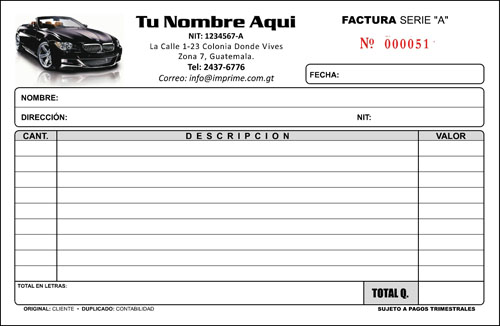 Tu Nombre Aqui
NIT: 1234567-A
La Calle 1-23 Colonia Donde Vives
Zona 7, Guatemala.
Tel: 2437-6776
Correo: info@imprime.com.gt
FACTURA SERIE "A"
Nº 000051
FECHA:
NOMBRE:
DIRECCIÓN: NIT:
CANT. DESCRIPCION VALOR
TOTAL EN LETRAS:
TOTAL Q.
ORIGINAL: CLIENTE • DUPLICADO: CONTABILIDAD
SUJETO A PAGOS TRIMESTRALES